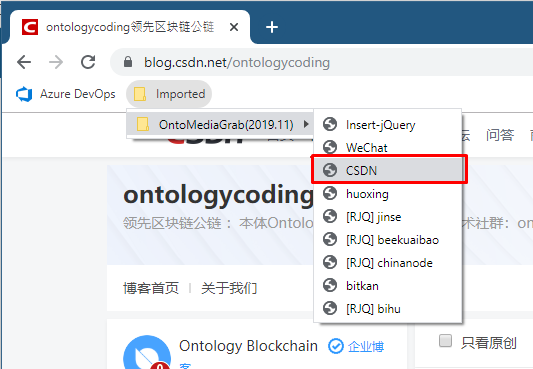 ontologycoding领先区块链公链
blog.csdn.net/ontologycoding
Azure DevOps
Imported
OntoMediaGrab(2019.11)
Insert-jQuery
WeChat
CSDN
huoxing
[RJQ] jinse
[RJQ] beekuaibao
[RJQ] chinanode
bitkan
[RJQ] bihu
CSDN
问答
ontologycoding
领先区块链公链：本体Ontolo
术社群：on
博客首页
关于我们
Ontology Blockchain
企业博
客
只看原创